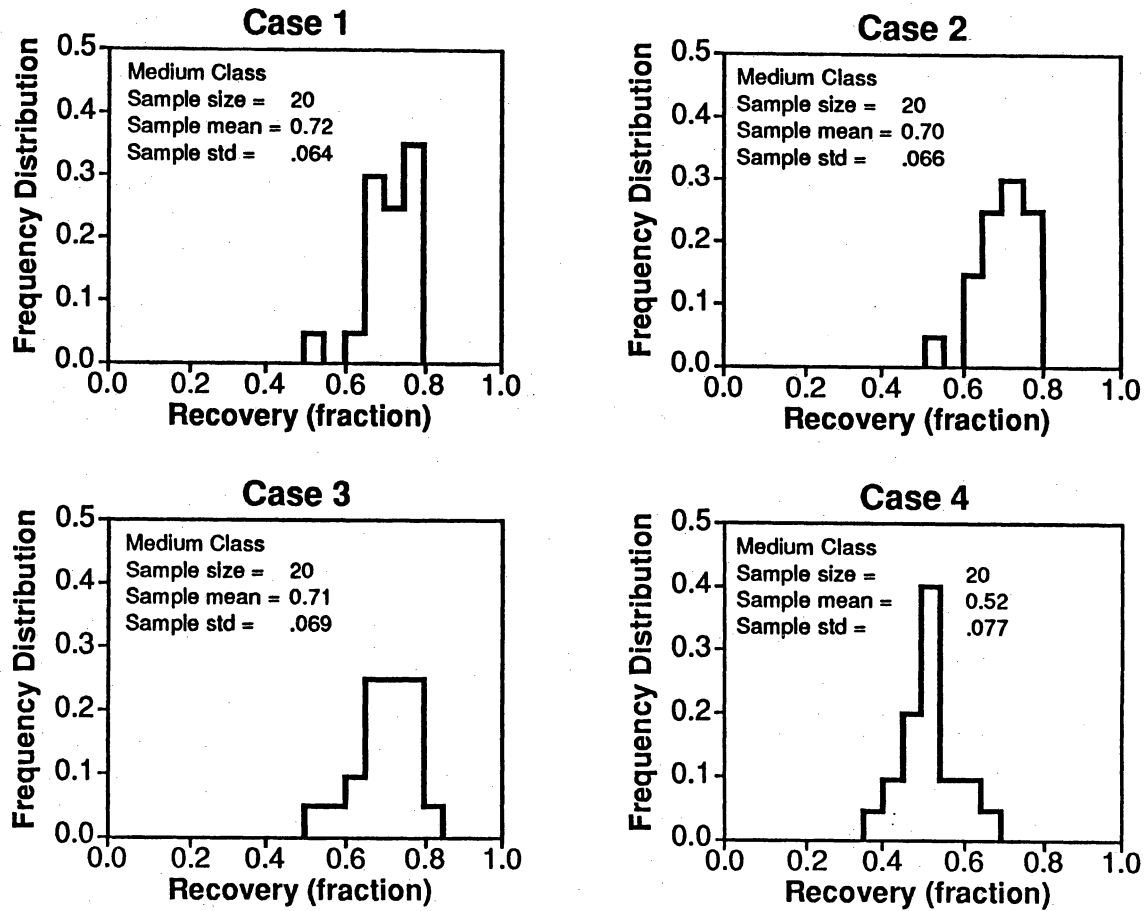 Case 1
Frequency Distribution
0.5
0.4
0.3
0.2
0.1
0.0
Medium Class
Sample size = 20
Sample mean = 0.72
Sample std = .064
0.0 0.2 0.4 0.6 0.8 1.0
Recovery (fraction)
Case 2
Frequency Distribution
0.5
0.4
0.3
0.2
0.1
0.0
Medium Class
Sample size = 20
Sample mean = 0.70
Sample std = .066
0.0 0.2 0.4 0.6 0.8 1.0
Recovery (fraction)
Case 3
Frequency Distribution
0.5
0.4
0.3
0.2
0.1
0.0
Medium Class
Sample size = 20
Sample mean = 0.71
Sample std = .069
0.0 0.2 0.4 0.6 0.8 1.0
Recovery (fraction)
Case 4
Frequency Distribution
0.5
0.4
0.3
0.2
0.1
0.0
Medium Class
Sample size = 20
Sample mean = 0.52
Sample std = .077
0.0 0.2 0.4 0.6 0.8 1.0
Recovery (fraction)